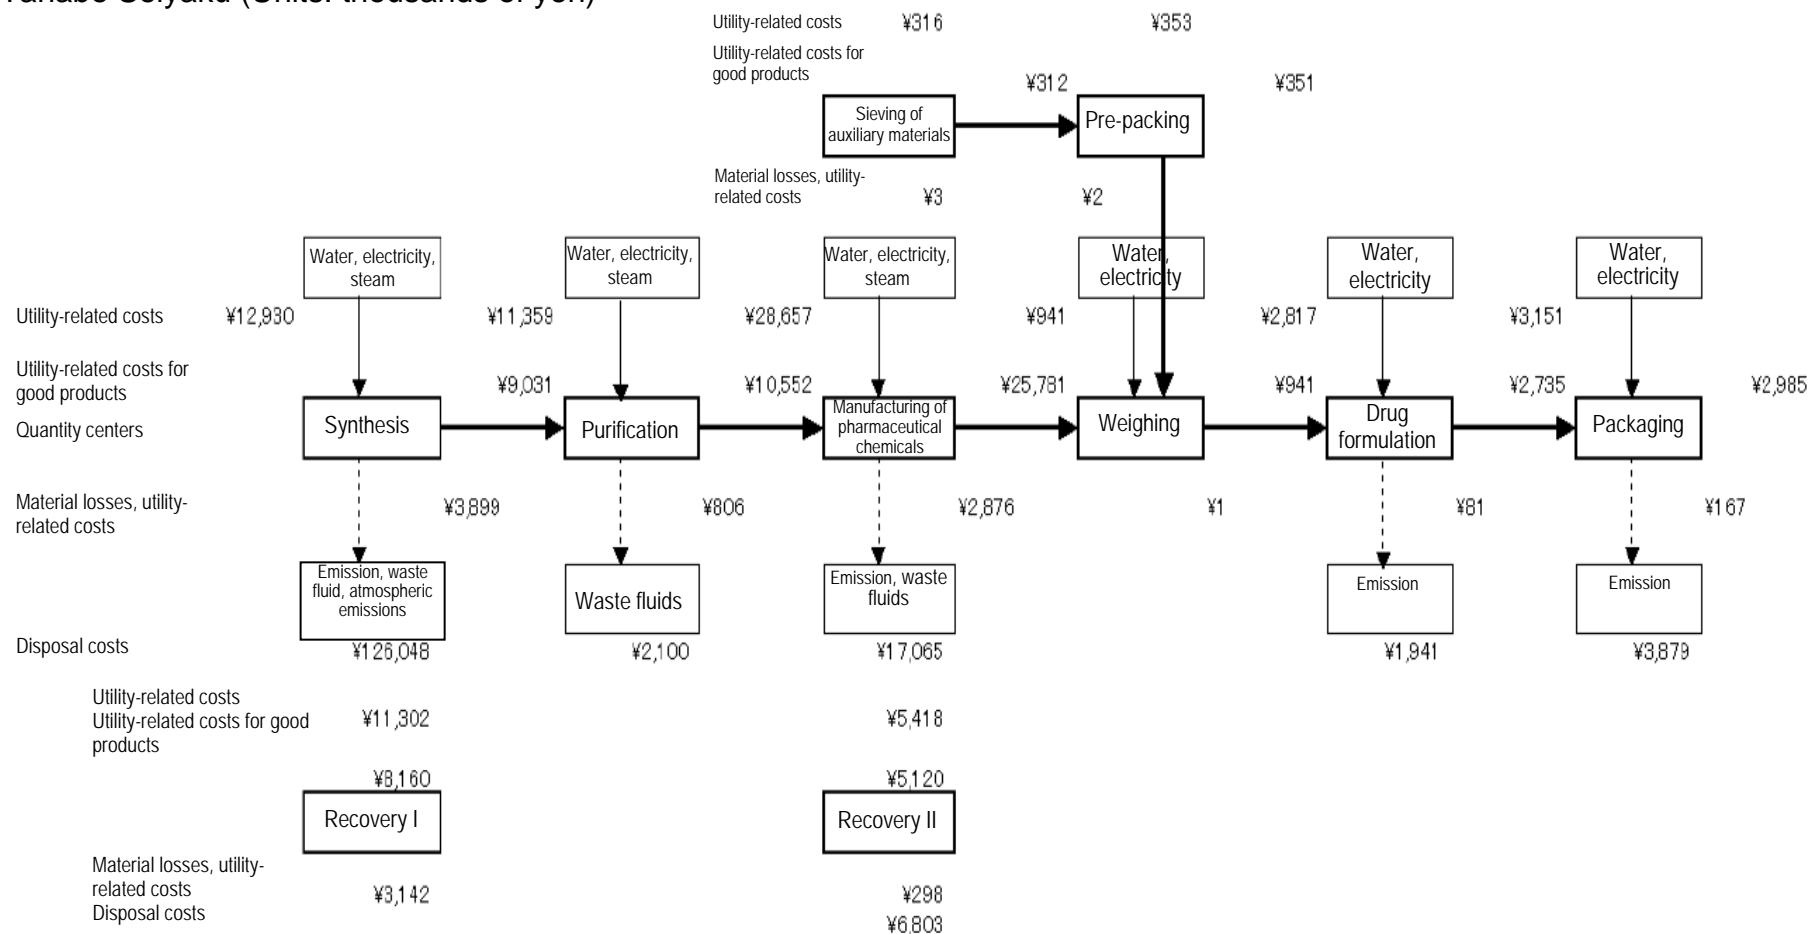 Tanabe Seiyaku (Units: thousands of yen)
Utility-related costs ¥316 ¥353
Utility-related costs for
good products
¥312 ¥351
Sieving of
auxiliary materials
Pre-packing
Material losses, utility-
related costs ¥3 ¥2
Water, electricity,
steam
Water, electricity,
steam
Water, electricity,
steam
Water,
electricity
Water,
electricity
Water,
electricity
Utility-related costs ¥12,930 ¥11,359 ¥28,657 ¥941 ¥2,817 ¥3,151
Utility-related costs for
good products
¥9,031 ¥10,552 ¥25,781 ¥941 ¥2,735 ¥2,985
Quantity centers
Synthesis
Purification
Manufacturing of
pharmaceutical
chemicals
Weighing
Drug
formulation
Packaging
Material losses, utility-
related costs
¥3,899 ¥806 ¥2,876 ¥1 ¥81 ¥167
Emission, waste
fluid, atmospheric
emissions
Waste fluids
Emission, waste
fluids
Emission
Emission
Disposal costs ¥126,048 ¥2,100 ¥17,065 ¥1,941 ¥3,879
Utility-related costs
Utility-related costs for good
products
¥11,302 ¥5,418
¥8,160 ¥5,120
Recovery I
Recovery II
Material losses, utility-
related costs ¥3,142 ¥298
Disposal costs ¥6,803